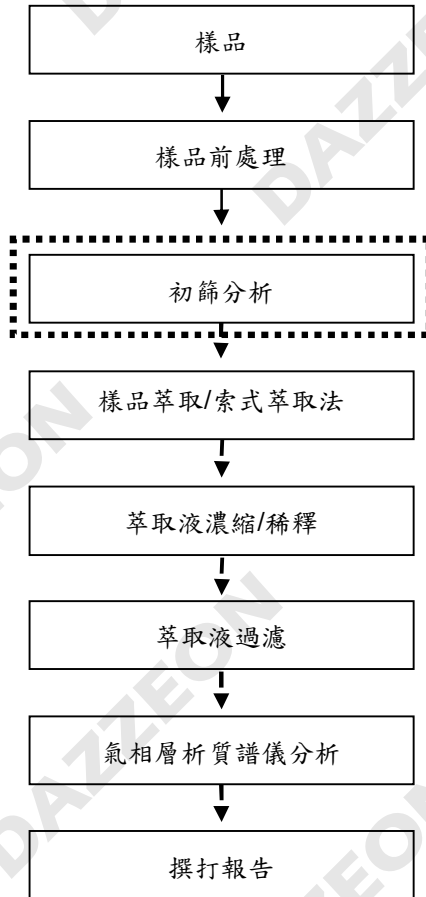 樣品
樣品前處理
初篩分析
樣品萃取/索式萃取法
萃取液濃縮/稀釋
萃取液過濾
氣相層析質譜儀分析
撰打報告
DAZZEON
DAZZEON